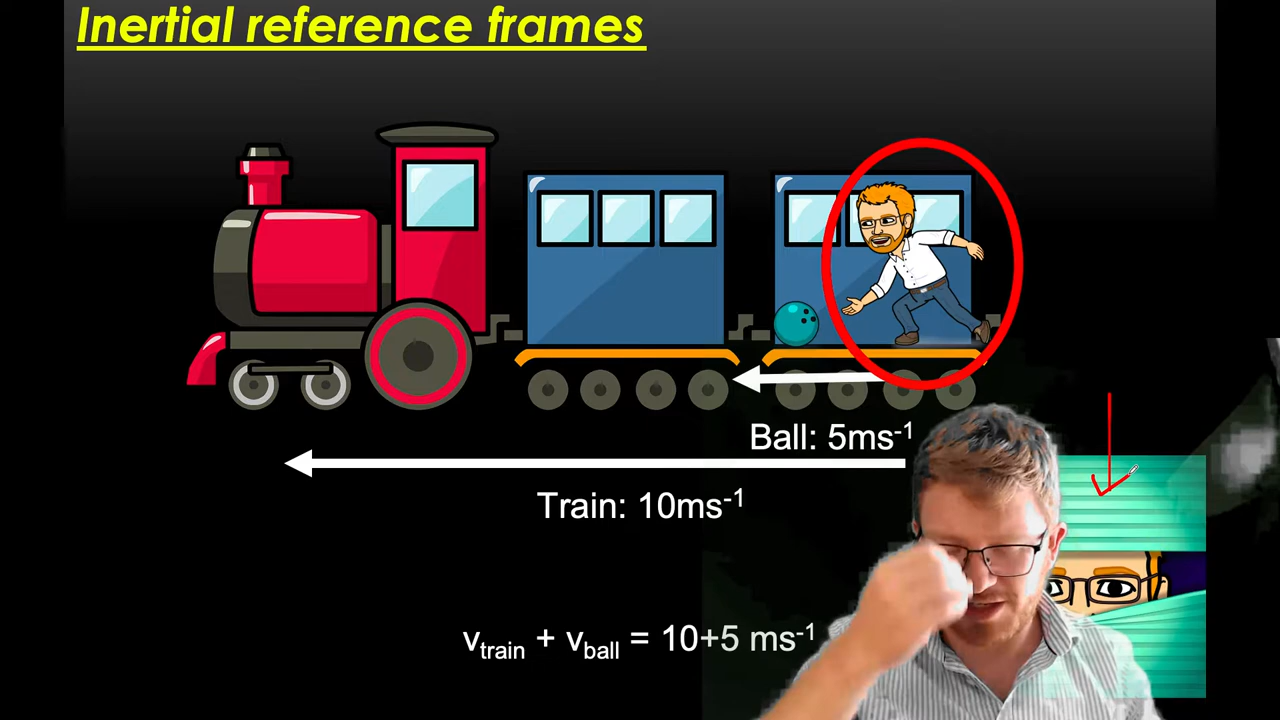 Inertial reference frames
Ball: 5ms⁻¹
Train: 10ms⁻¹
v_train + v_ball = 10+5 ms⁻¹